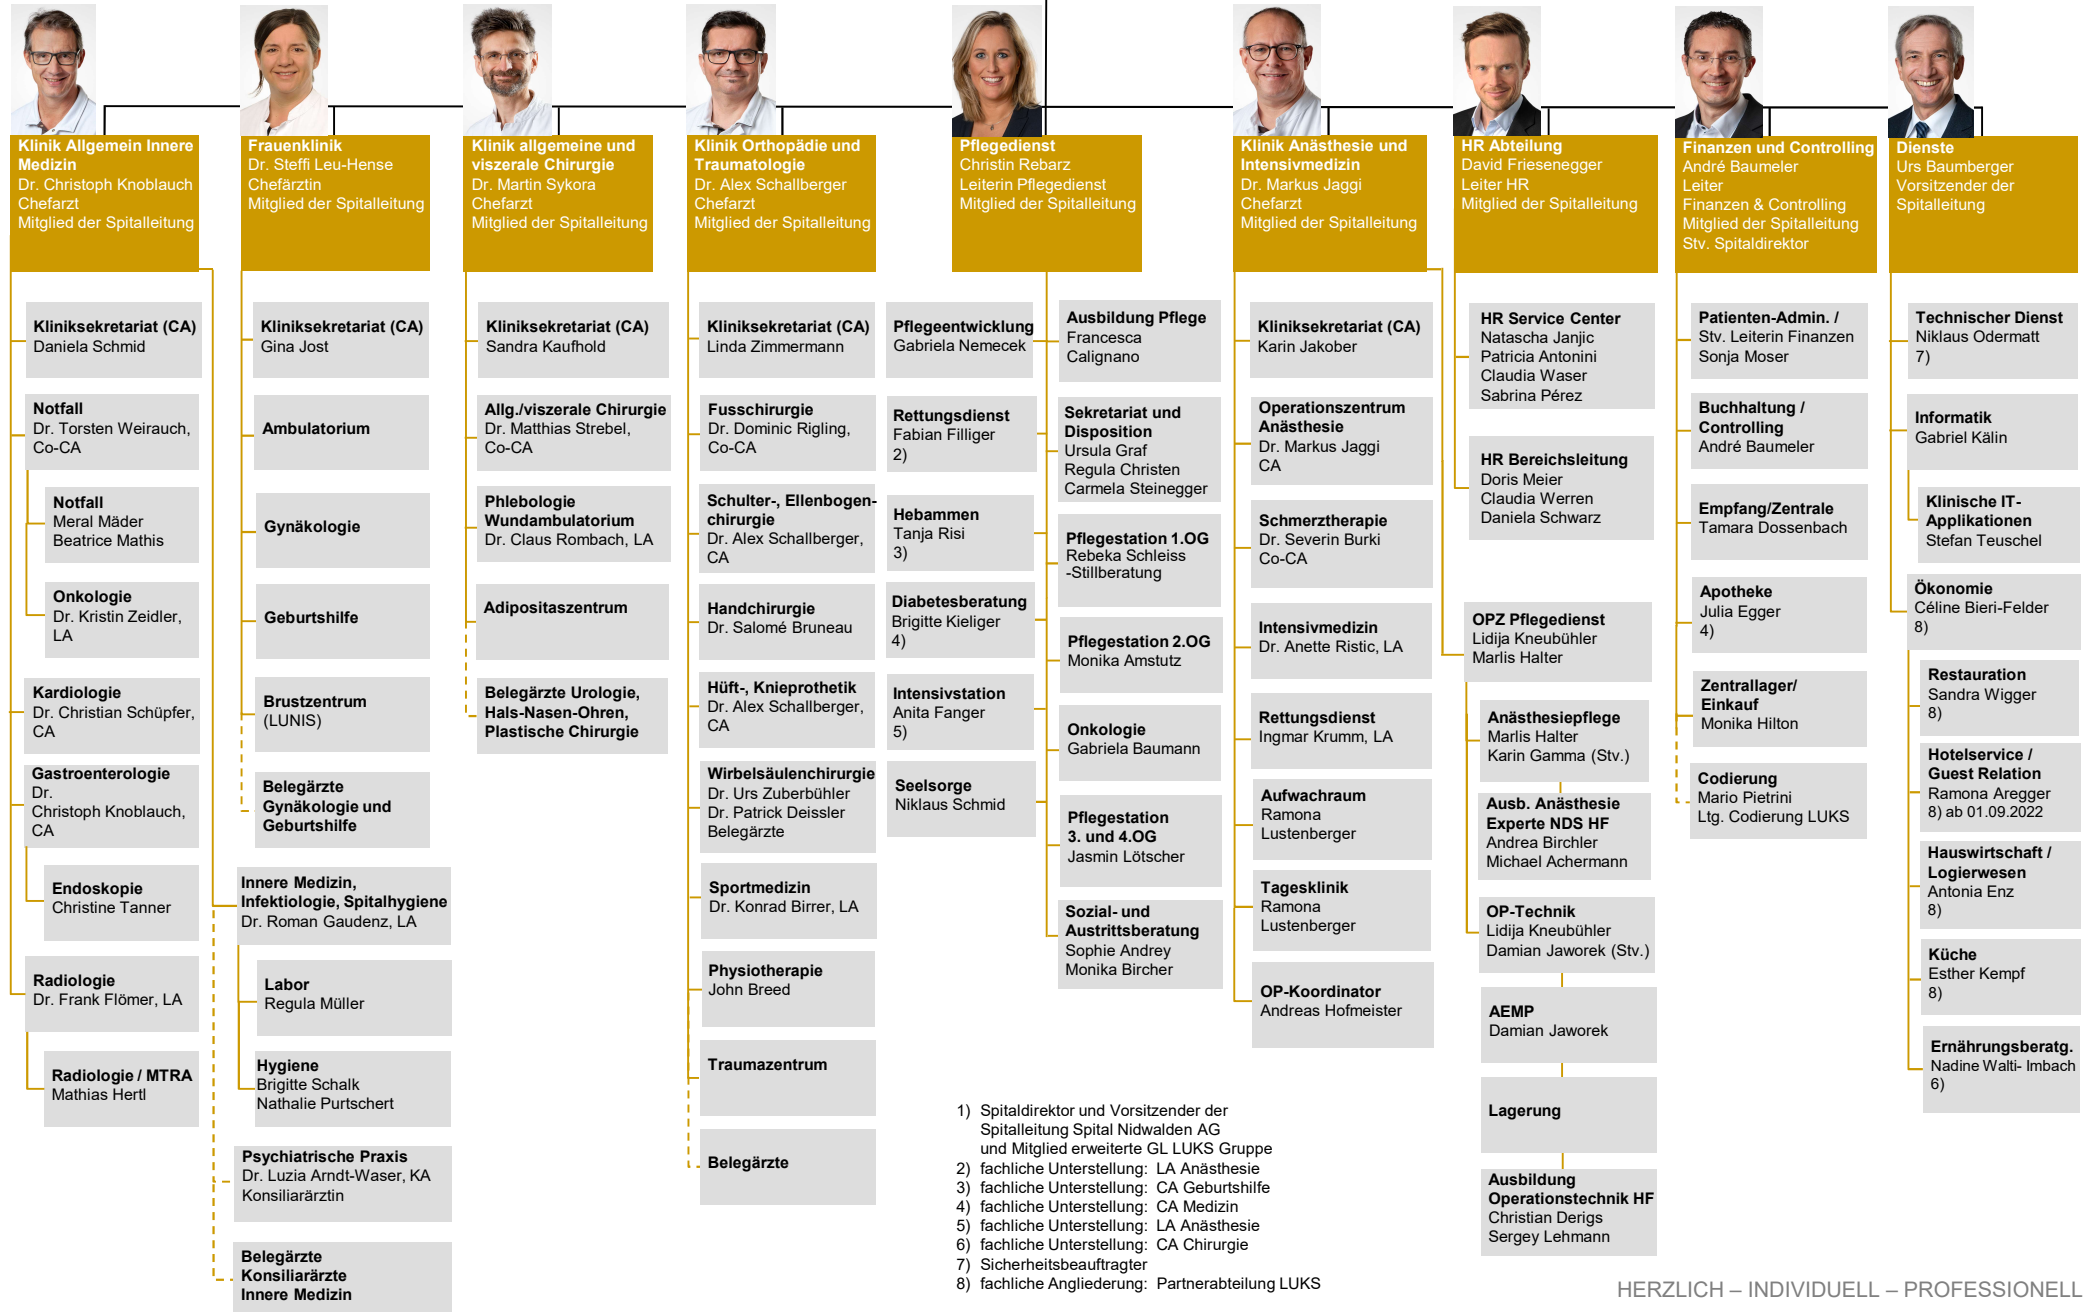 Klinik Allgemein Innere
Medizin
Dr. Christoph Knoblauch
Chefarzt
Mitglied der Spitalleitung
Kliniksekretariat (CA)
Daniela Schmid
Notfall
Dr. Torsten Weirauch,
Co-CA
Notfall
Meral Mäder
Beatrice Mathis
Onkologie
Dr. Kristin Zeidler,
LA
Kardiologie
Dr. Christian Schüpfer,
CA
Gastroenterologie
Dr.
Christoph Knoblauch,
CA
Endoskopie
Christine Tanner
Radiologie
Dr. Frank Flömer, LA
Radiologie / MTRA
Mathias Hertl
Innere Medizin,
Infektiologie, Spitalhygiene
Dr. Roman Gaudenz, LA
Labor
Regula Müller
Hygiene
Brigitte Schalk
Nathalie Purtschert
Psychiatrische Praxis
Dr. Luzia Arndt-Waser, KA
Konsiliarärztin
Belegärzte
Konsiliarärzte
Innere Medizin
Frauenklinik
Dr. Steffi Leu-Hense
Chefärztin
Mitglied der Spitalleitung
Kliniksekretariat (CA)
Gina Jost
Ambulatorium
Gynäkologie
Geburtshilfe
Brustzentrum
(LUNIS)
Belegärzte
Gynäkologie und
Geburtshilfe
Klinik allgemeine und
viszerale Chirurgie
Dr. Martin Sykora
Chefarzt
Mitglied der Spitalleitung
Kliniksekretariat (CA)
Sandra Kaufhold
Allg./viszerale Chirurgie
Dr. Matthias Strebel,
Co-CA
Phlebologie
Wundambulatorium
Dr. Claus Rombach, LA
Adipositaszentrum
Belegärzte Urologie,
Hals-Nasen-Ohren,
Plastische Chirurgie
Klinik Orthopädie und
Traumatologie
Dr. Alex Schallberger
Chefarzt
Mitglied der Spitalleitung
Kliniksekretariat (CA)
Linda Zimmermann
Fusschirurgie
Dr. Dominic Rigling,
Co-CA
Schulter-, Ellenbogen-
chirurgie
Dr. Alex Schallberger,
CA
Handchirurgie
Dr. Salomé Bruneau
Hüft-, Knieprothetik
Dr. Alex Schallberger,
CA
Wirbelsäulenchirurgie
Dr. Urs Zuberbühler
Dr. Patrick Deissler
Belegärzte
Sportmedizin
Dr. Konrad Birrer, LA
Physiotherapie
John Breed
Traumazentrum
Belegärzte
Pflegedienst
Christin Rebarz
Leiterin Pflegedienst
Mitglied der Spitalleitung
Pflegeentwicklung
Gabriela Nemecek
Rettungsdienst
Fabian Filliger
2)
Hebammen
Tanja Risi
3)
Diabetesberatung
Brigitte Kieliger
4)
Intensivstation
Anita Fanger
5)
Seelsorge
Niklaus Schmid
Ausbildung Pflege
Francesca
Calignano
Sekretariat und
Disposition
Ursula Graf
Regula Christen
Carmela Steinegger
Pflegestation 1.OG
Rebeka Schleiss
-Stillberatung
Pflegestation 2.OG
Monika Amstutz
Onkologie
Gabriela Baumann
Pflegestation
3. und 4.OG
Jasmin Lötscher
Sozial- und
Austrittsberatung
Sophie Andrey
Monika Bircher
Klinik Anästhesie und
Intensivmedizin
Dr. Markus Jaggi
Chefarzt
Mitglied der Spitalleitung
Kliniksekretariat (CA)
Karin Jakober
Operationszentrum
Anästhesie
Dr. Markus Jaggi
CA
Schmerztherapie
Dr. Severin Burki
Co-CA
Intensivmedizin
Dr. Anette Ristic, LA
Rettungsdienst
Ingmar Krumm, LA
Aufwachraum
Ramona
Lustenberger
Tagesklinik
Ramona
Lustenberger
OP-Koordinator
Andreas Hofmeister
HR Abteilung
David Friesenegger
Leiter HR
Mitglied der Spitalleitung
HR Service Center
Natascha Janjic
Patricia Antonini
Claudia Waser
Sabrina Pérez
HR Bereichsleitung
Doris Meier
Claudia Werren
Daniela Schwarz
OPZ Pflegedienst
Lidija Kneubühler
Marlis Halter
Anästhesiepflege
Marlis Halter
Karin Gamma (Stv.)
Ausb. Anästhesie
Experte NDS HF
Andrea Birchler
Michael Achermann
OP-Technik
Lidija Kneubühler
Damian Jaworek (Stv.)
AEMP
Damian Jaworek
Lagerung
Ausbildung
Operationstechnik HF
Christian Derigs
Sergey Lehmann
Finanzen und Controlling
André Baumeler
Leiter
Finanzen & Controlling
Mitglied der Spitalleitung
Stv. Spitaldirektor
Patienten-Admin. /
Stv. Leiterin Finanzen
Sonja Moser
Buchhaltung /
Controlling
André Baumeler
Empfang/Zentrale
Tamara Dossenbach
Apotheke
Julia Egger
4)
Zentrallager/
Einkauf
Monika Hilton
Codierung
Mario Pietrini
Ltg. Codierung LUKS
Dienste
Urs Baumberger
Vorsitzender der
Spitalleitung
Technischer Dienst
Niklaus Odermatt
7)
Informatik
Gabriel Kälin
Klinische IT-
Applikationen
Stefan Teuschel
Ökonomie
Céline Bieri-Felder
8)
Restauration
Sandra Wigger
8)
Hotelservice /
Guest Relation
Ramona Aregger
8) ab 01.09.2022
Hauswirtschaft /
Logierwesen
Antonia Enz
8)
Küche
Esther Kempf
8)
Ernährungsberatg.
Nadine Walti- Imbach
6)
1) Spitaldirektor und Vorsitzender der
Spitalleitung Spital Nidwalden AG
und Mitglied erweiterte GL LUKS Gruppe
2) fachliche Unterstellung: LA Anästhesie
3) fachliche Unterstellung: CA Geburtshilfe
4) fachliche Unterstellung: CA Medizin
5) fachliche Unterstellung: LA Anästhesie
6) fachliche Unterstellung: CA Chirurgie
7) Sicherheitsbeauftragter
8) fachliche Angliederung: Partnerabteilung LUKS
HERZLICH – INDIVIDUELL – PROFESSIONELL